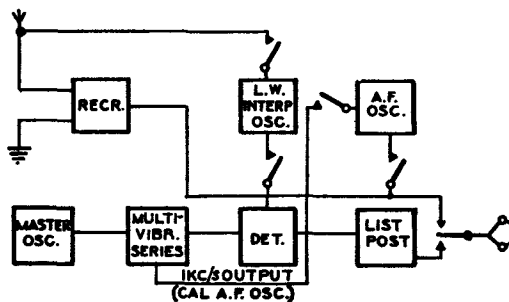 RECR.
L.W.
INTERP
OSC.
A.F.
OSC.
MASTER
OSC.
MULTI-
VIBR.
SERIES
DET.
LIST
POST
1KC/S OUTPUT
(CAL A.F. OSC.)